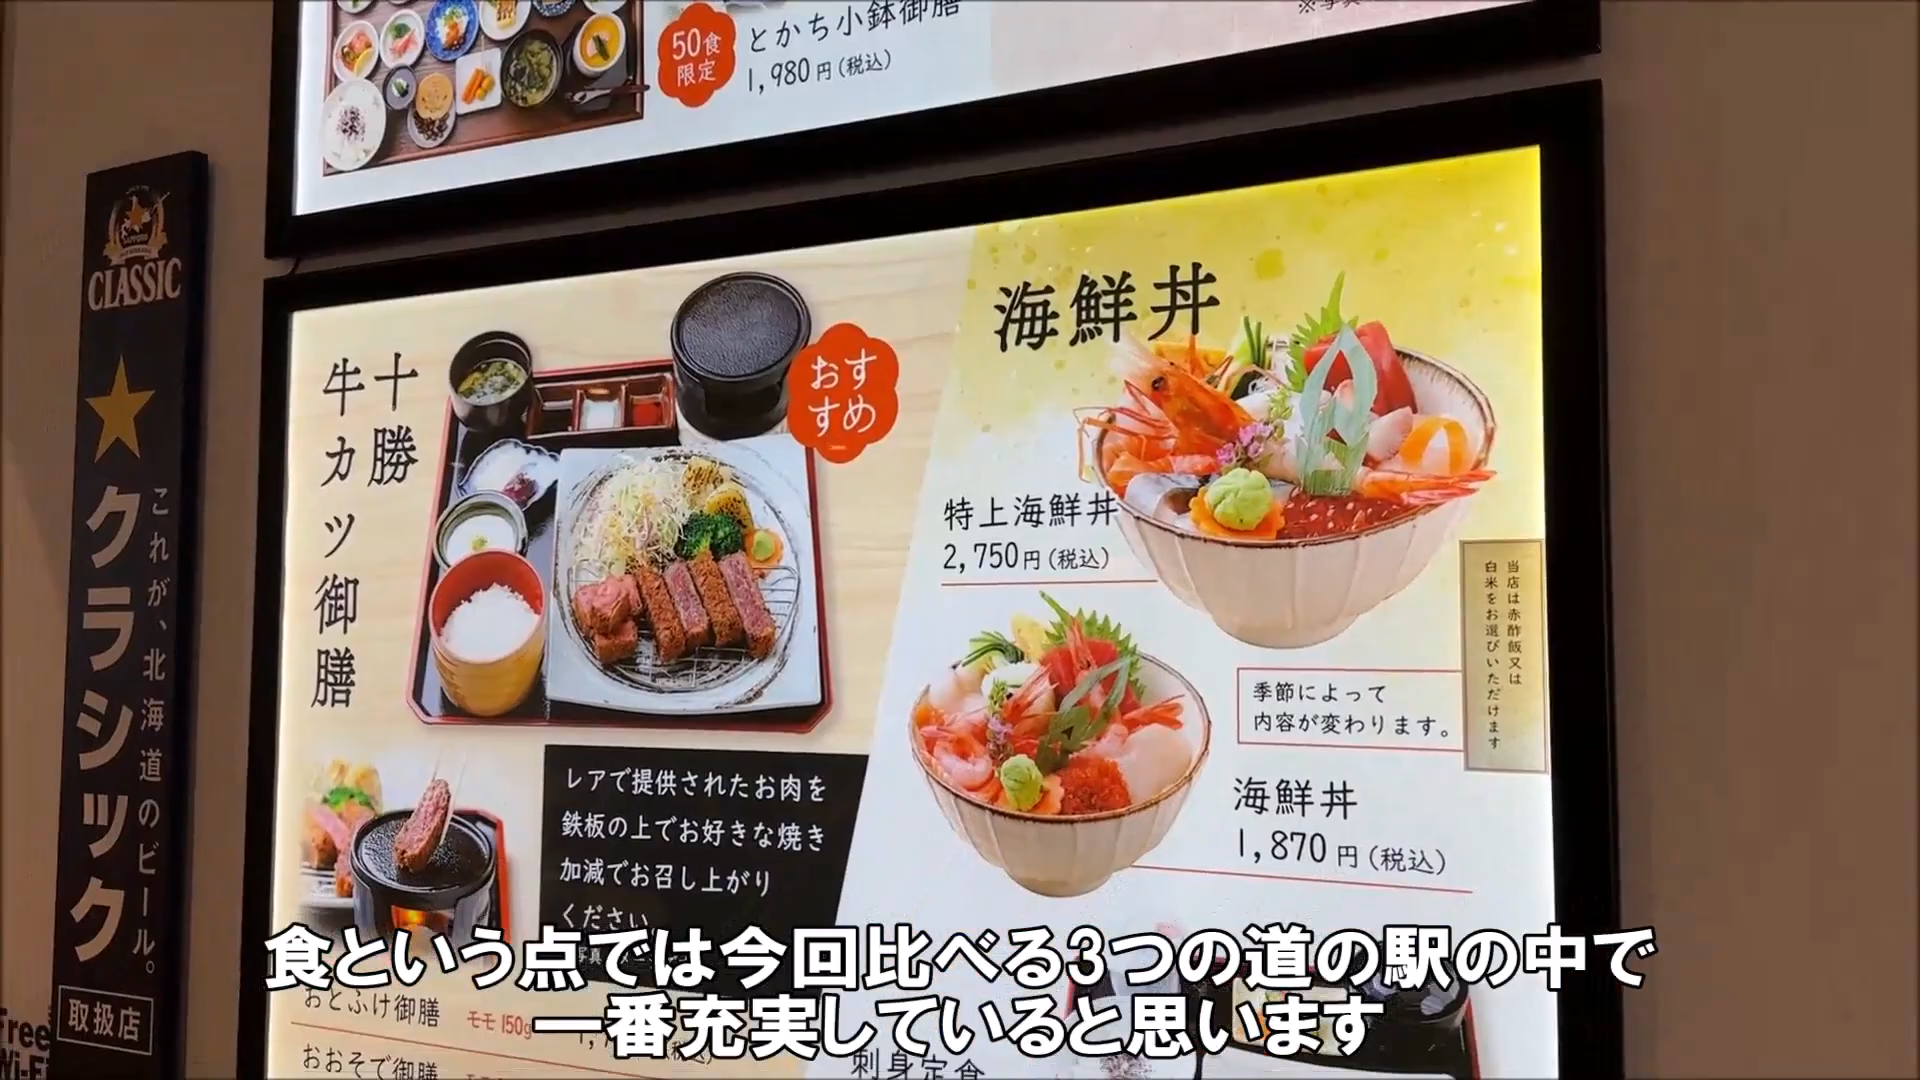 50食
限定
とかち小鉢御膳
1,980円(税込)
CLASSIC
これが、北海道のビール。
クラシック
取扱店
Free
十勝
牛カツ御膳
おす
すめ
レアで提供されたお肉を
鉄板の上でお好きな焼き
加減でお召し上がり
ください。
おとふけ御膳
モモ 150g
おおそで御膳
海鮮丼
特上海鮮丼
2,750円(税込)
当店は赤酢飯又は
白米をお選びいただけます
季節によって
内容が変わります。
海鮮丼
1,870円(税込)
刺身定食
食という点では今回比べる3つの道の駅の中で
一番充実していると思います